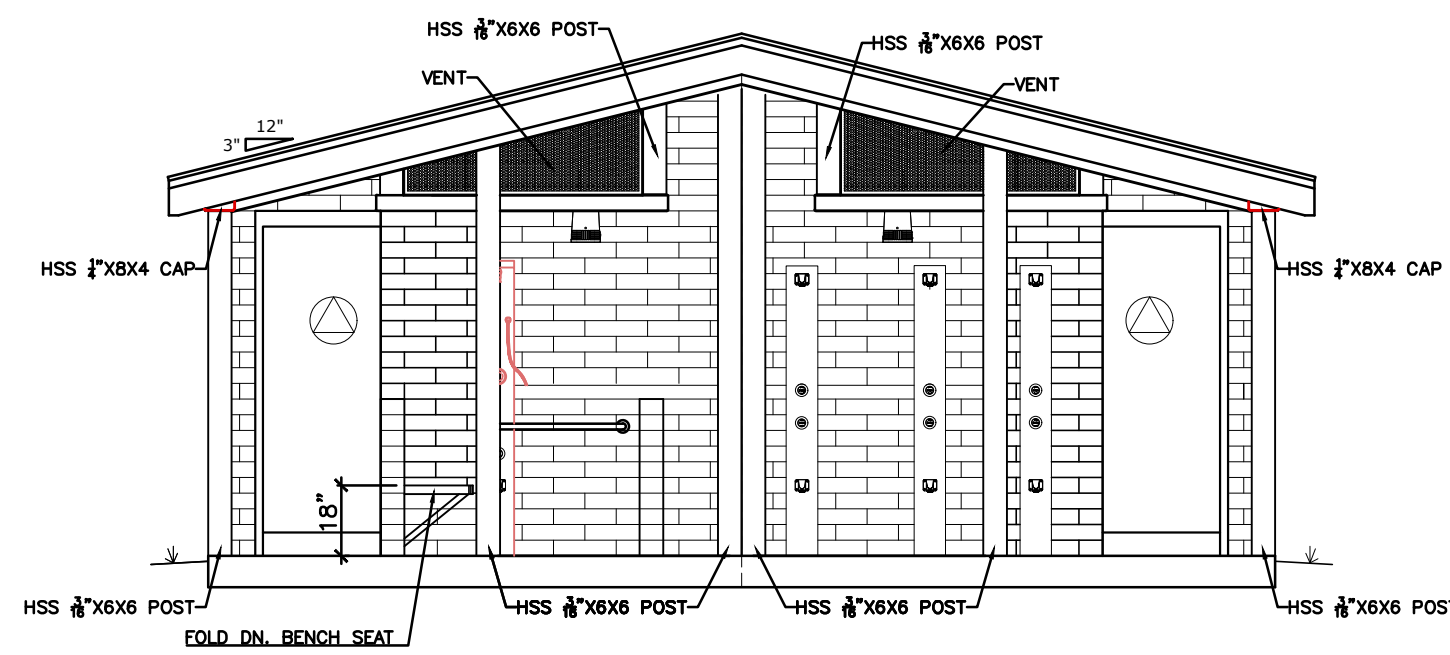 HSS 3/16"X6X6 POST
HSS 3/16"X6X6 POST
VENT
VENT
12"
3"
HSS 1/4"X8X4 CAP
HSS 1/4"X8X4 CAP
18"
HSS 3/16"X6X6 POST
HSS 3/16"X6X6 POST
HSS 3/16"X6X6 POST
HSS 3/16"X6X6 POST
FOLD DN. BENCH SEAT